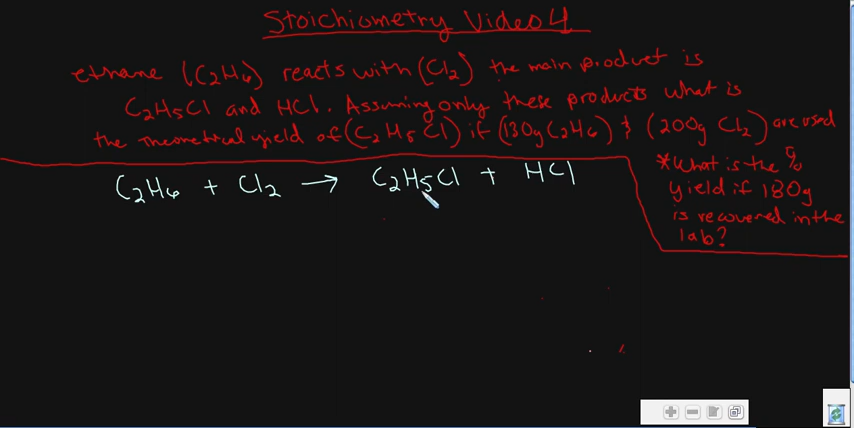 Stoichiometry Video 4
ethane (C2H6) reacts with (Cl2) the main product is
C2H5Cl and HCl. Assuming only these products what is
the theoretical yield of (C2H5Cl) if (130g C2H6) & (200g Cl2) are used
*What is the %
yield if 180g
is recovered in the
lab?
C2H6 + Cl2 → C2H5Cl + HCl